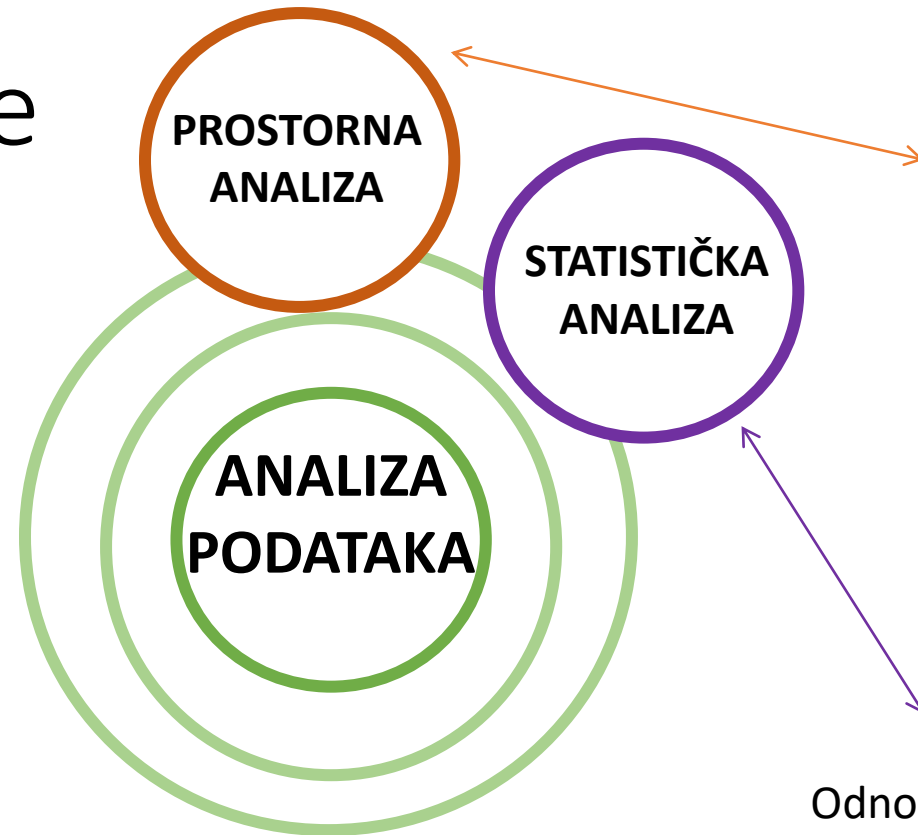 e
PROSTORNA
ANALIZA
STATISTIČKA
ANALIZA
ANALIZA
PODATAKA
Odno